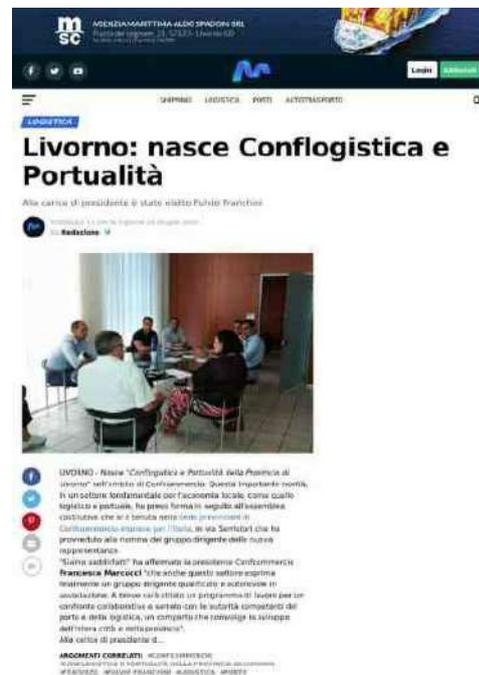 msc
AGENZIA MARITTIMA ALDO SPADONI SRL
Login
SHIPPING LOGISTICA PORTI AUTOTRASPORTO
LOGISTICA
Livorno: nasce Conflogistica e
Portualità
Alla carica di presidente è stato eletto Fulvio Franchini
Redazione
LIVORNO - Nasce "Conflogistica e Portualità della Provincia di
Livorno" nell'ambito di Confcommercio. Questa importante novità,
in un settore fondamentale per l'economia locale, come quello
logistico e portuale, ha preso forma in seguito all'assemblea
costitutiva che si è tenuta nella sede provinciale di
Confcommercio-Imprese per l'Italia, in via Serristori che ha
provveduto alla nomina del gruppo dirigente della nuova
rappresentanza.
"Siamo soddisfatti" ha affermato la presidente Confcommercio
Francesca Marcucci "che anche questo settore esprima
finalmente un gruppo dirigente qualificato e autorevole in
associazione. A breve sarà stilato un programma di lavoro per un
confronto collaborativo e serrato con le autorità competenti del
porto e della logistica, un comparto che coinvolge lo sviluppo
dell'intera città e della provincia".
Alla carica di presidente d...
ARGOMENTI CORRELATI: #CONFCOMMERCIO
#FULVIO FRANCHINI #LOGISTICA #PORTO